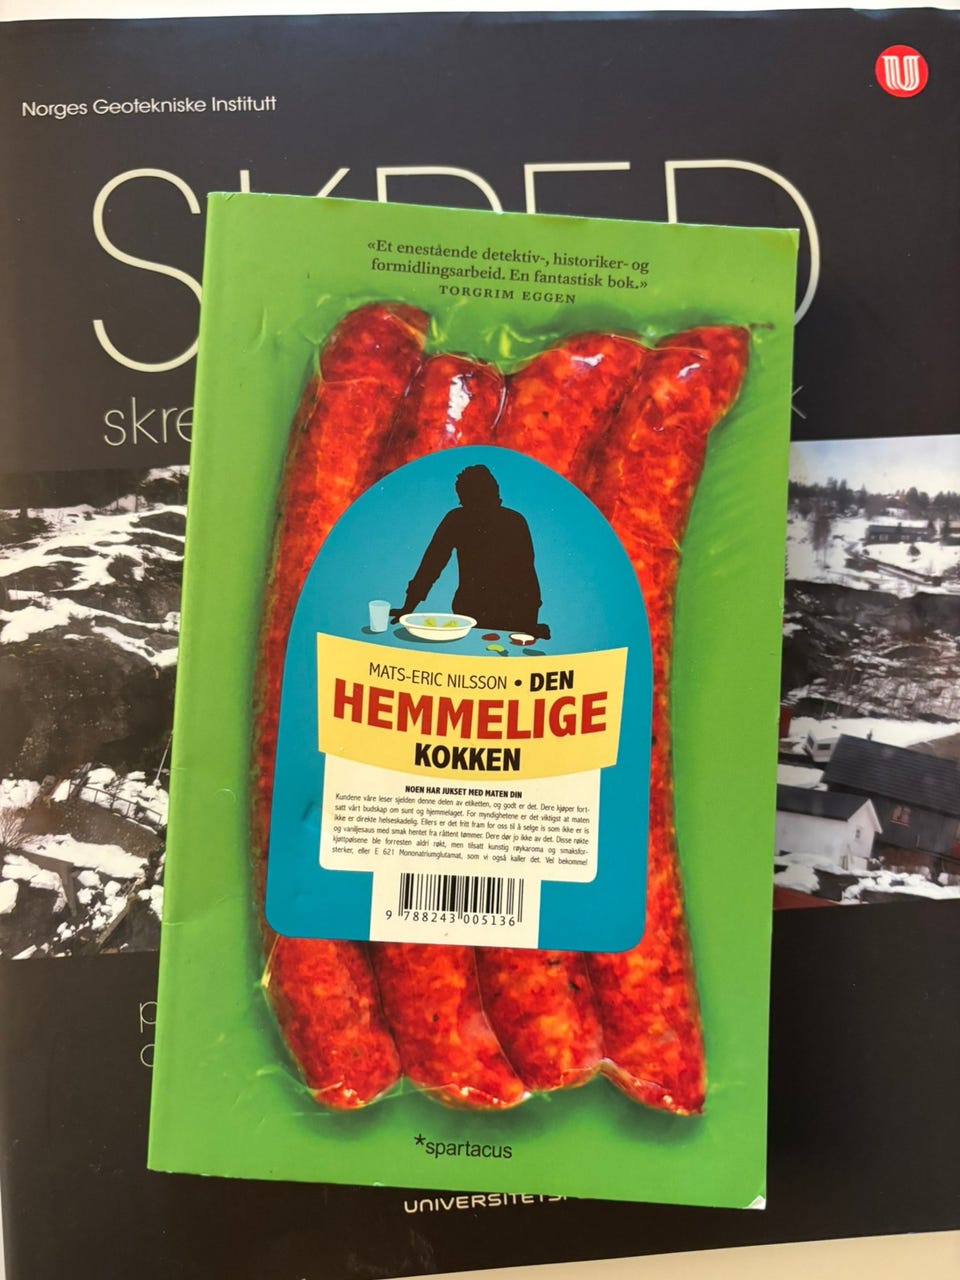 Norges Geotekniske Institutt
SKRED
skre
«Et enestående detektiv-, historiker- og
formidlingsarbeid. En fantastisk bok.»
TORGRIM EGGEN
MATS-ERIC NILSSON • DEN
HEMMELIGE
KOKKEN
NOEN HAR JUKSET MED MATEN DIN
Kundene våre leser sjelden denne delen av etiketten, og godt er det. Dere kjøper fort-
satt vårt budskap om sunt og hjemmelaget. For myndighetene er det viktigst at maten
ikke er direkte helseskadelig. Ellers er det fritt fram for oss til å selge is som ikke er is
og vaniljesaus med smak hentet fra råttent tømmer. Dere dør jo ikke av det. Disse røkte
kjøttpølsene ble forresten aldri røkt, men tilsatt kunstig røykaroma og smaksfor-
sterker, eller E 621 Mononatriumglutamat, som vi også kaller det. Vel bekomme!
9 788243 005136
*spartacus
UNIVERSITETSF